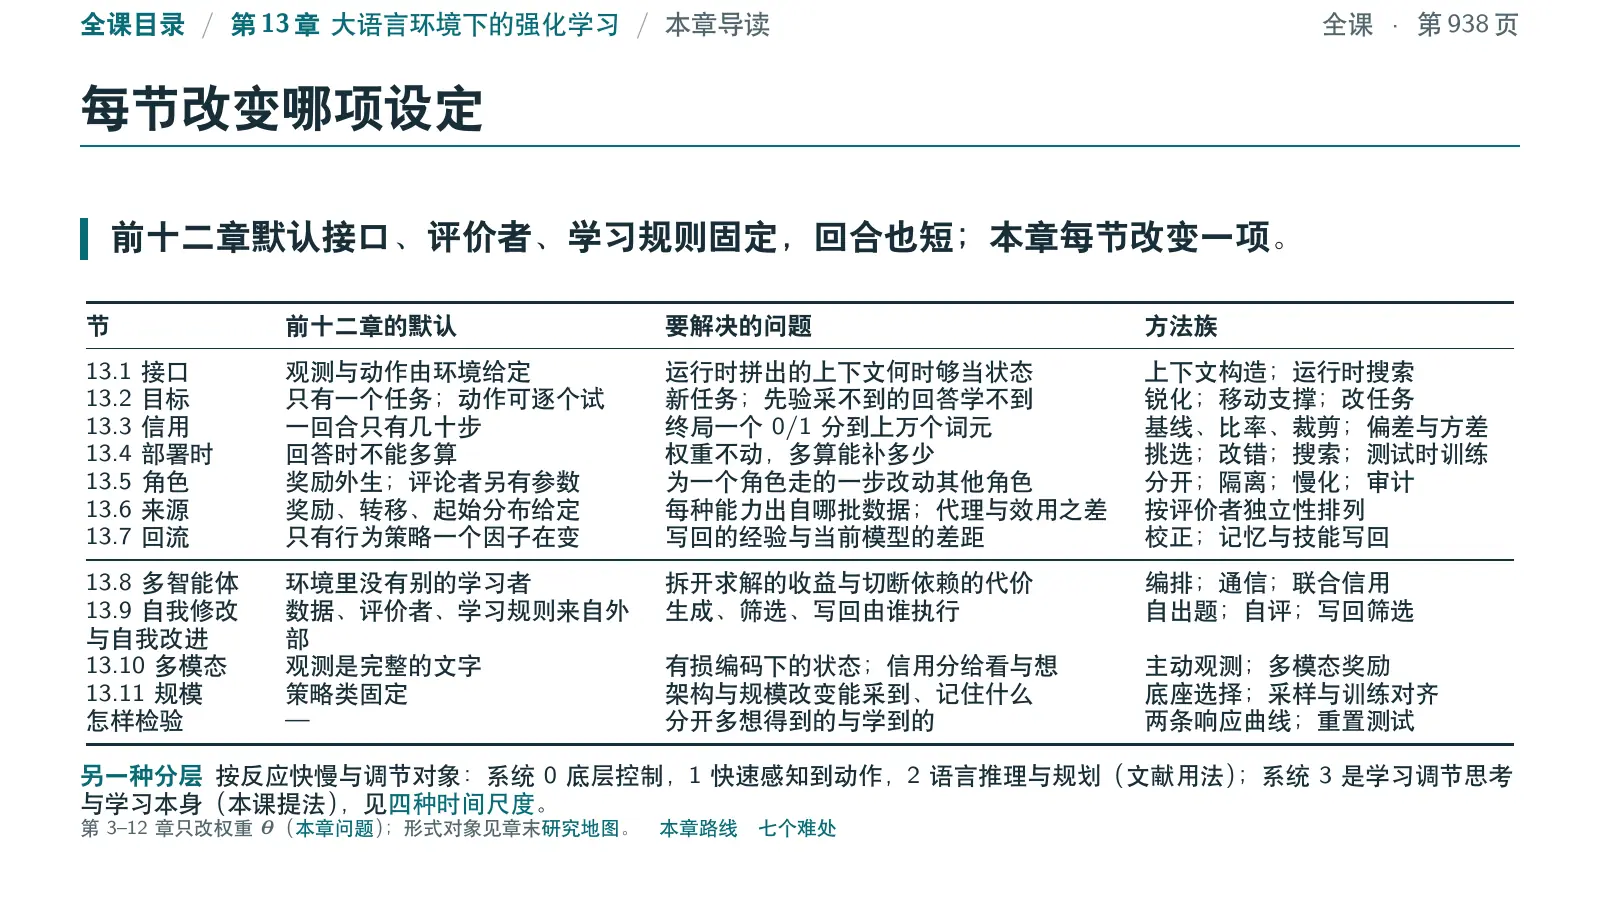 全课目录 / 第 13 章 大语言环境下的强化学习 / 本章导读
全课 · 第 938 页
每节改变哪项设定
前十二章默认接口、评价者、学习规则固定，回合也短；本章每节改变一项。
节 前十二章的默认 要解决的问题 方法族
13.1 接口 观测与动作由环境给定 运行时拼出的上下文何时够当状态 上下文构造；运行时搜索
13.2 目标 只有一个任务；动作可逐个试 新任务；先验采不到的回答学不到 锐化；移动支撑；改任务
13.3 信用 一回合只有几十步 终局一个 0/1 分到上万个词元 基线、比率、裁剪；偏差与方差
13.4 部署时 回答时不能多算 权重不动，多算能补多少 挑选；改错；搜索；测试时训练
13.5 角色 奖励外生；评论者另有参数 为一个角色走的一步改动其他角色 分开；隔离；慢化；审计
13.6 来源 奖励、转移、起始分布给定 每种能力出自哪批数据；代理与效用之差 按评价者独立性排列
13.7 回流 只有行为策略一个因子在变 写回的经验与当前模型的差距 校正；记忆与技能写回
13.8 多智能体 环境里没有别的学习者 拆开求解的收益与切断依赖的代价 编排；通信；联合信用
13.9 自我修改 数据、评价者、学习规则来自外 生成、筛选、写回由谁执行 自出题；自评；写回筛选
与自我改进 部
13.10 多模态 观测是完整的文字 有损编码下的状态；信用分给看与想 主动观测；多模态奖励
13.11 规模 策略类固定 架构与规模改变能采到、记住什么 底座选择；采样与训练对齐
怎样检验 — 分开多想得到的与学到的 两条响应曲线；重置测试
另一种分层 按反应快慢与调节对象：系统 0 底层控制，1 快速感知到动作，2 语言推理与规划（文献用法）；系统 3 是学习调节思考
与学习本身（本课提法），见四种时间尺度。
第 3–12 章只改权重 θ（本章问题）；形式对象见章末研究地图。 本章路线 七个难处